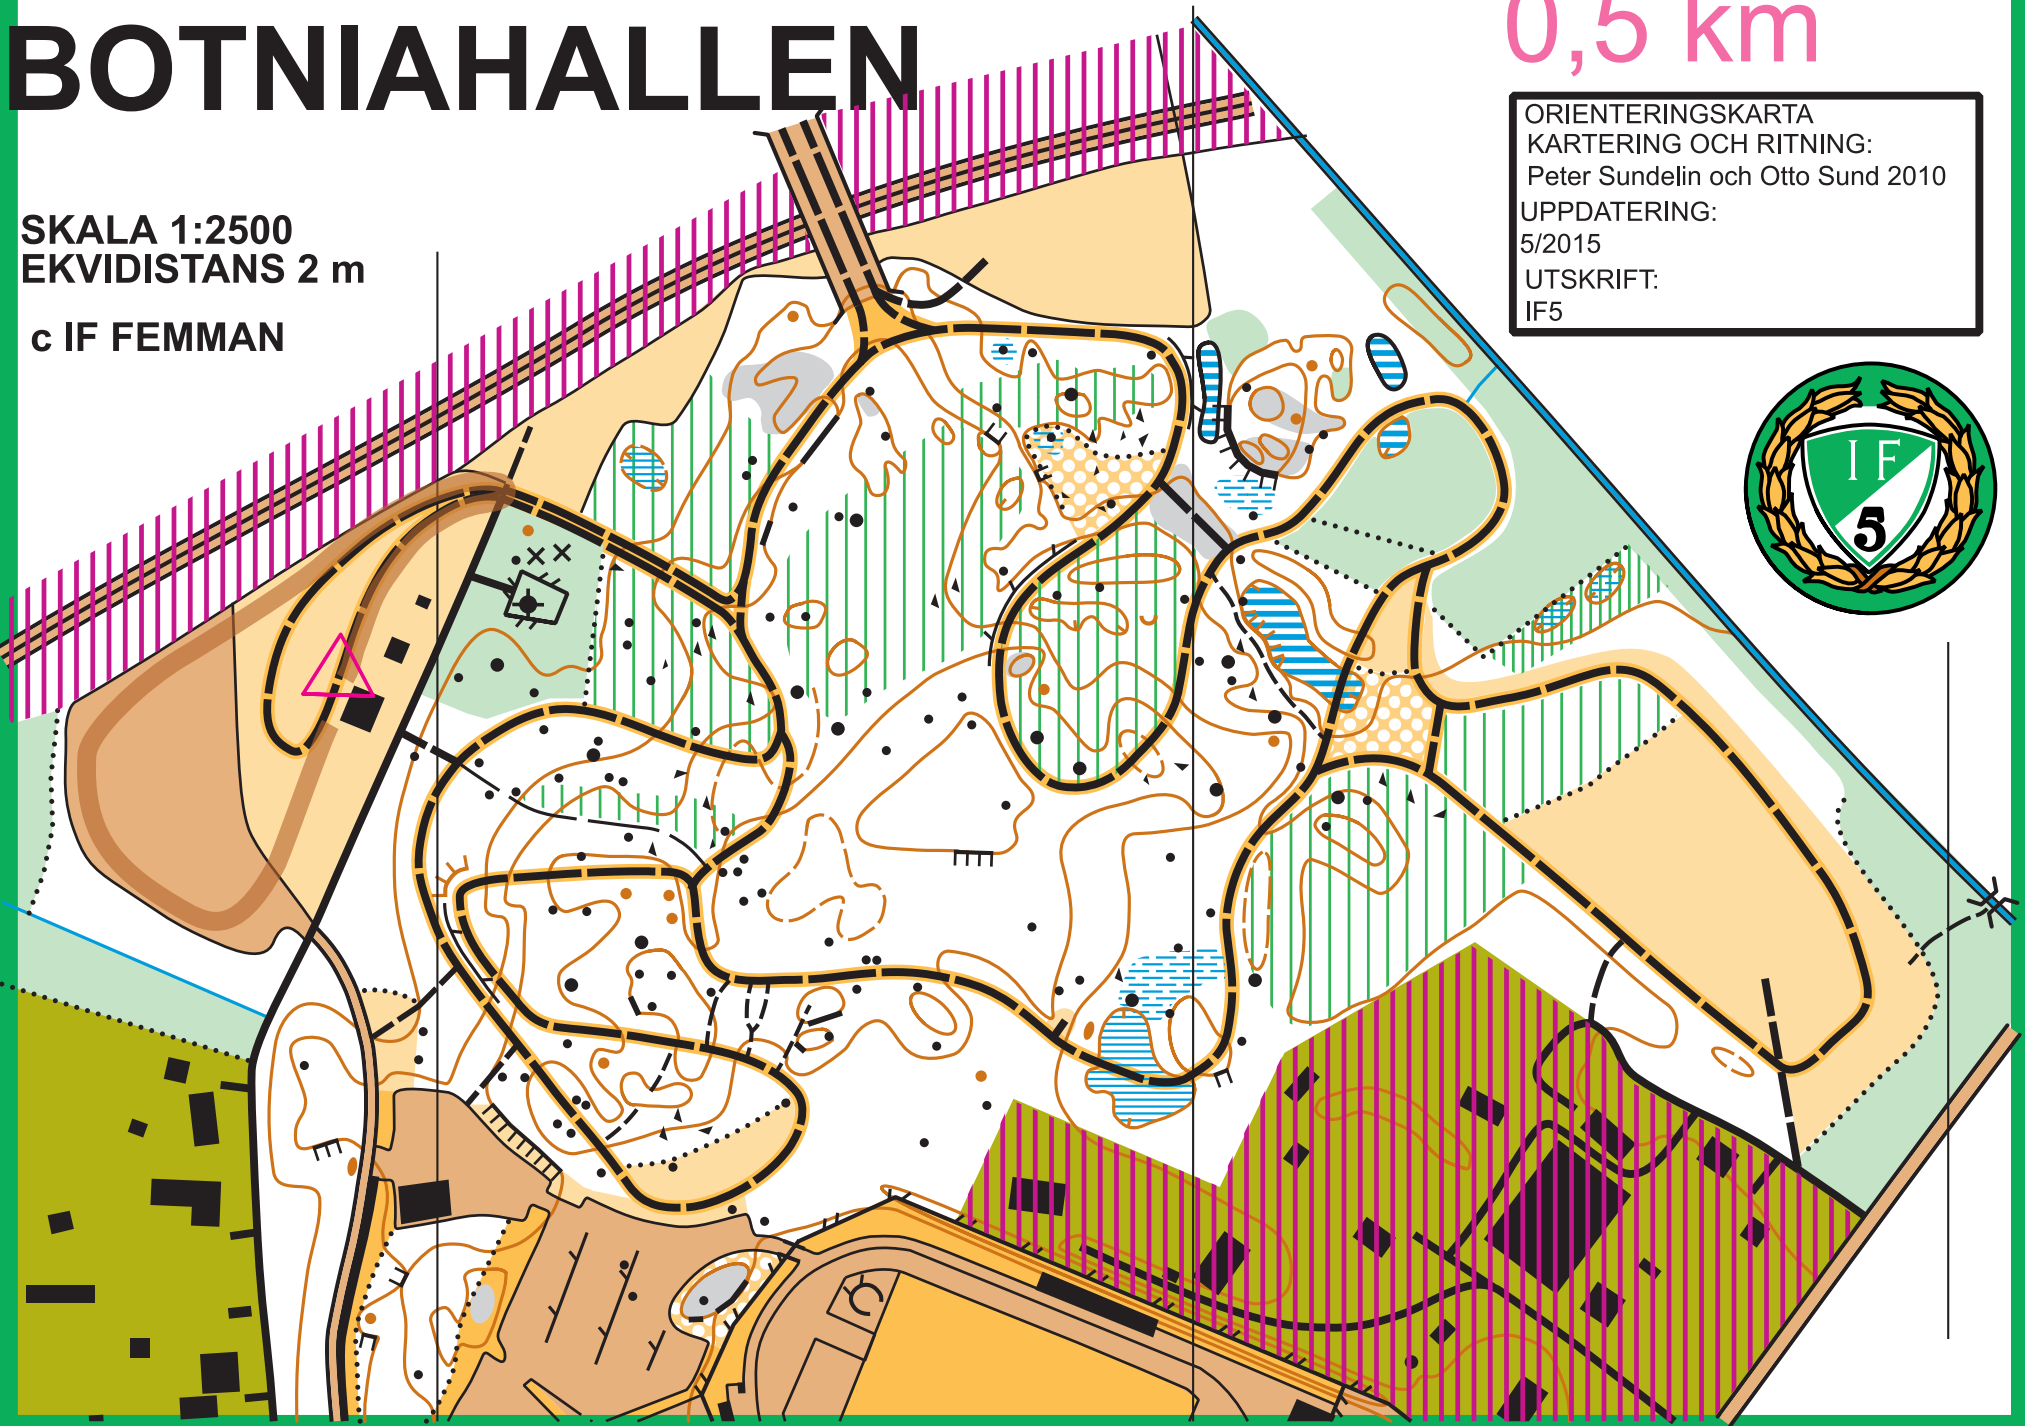 BOTNIAHALLEN
0,5 km
SKALA 1:2500
EKVIDISTANS 2 m
c IF FEMMAN
ORIENTERINGSKARTA
KARTERING OCH RITNING:
Peter Sundelin och Otto Sund 2010
UPPDATERING:
5/2015
UTSKRIFT:
IF5
I F
5